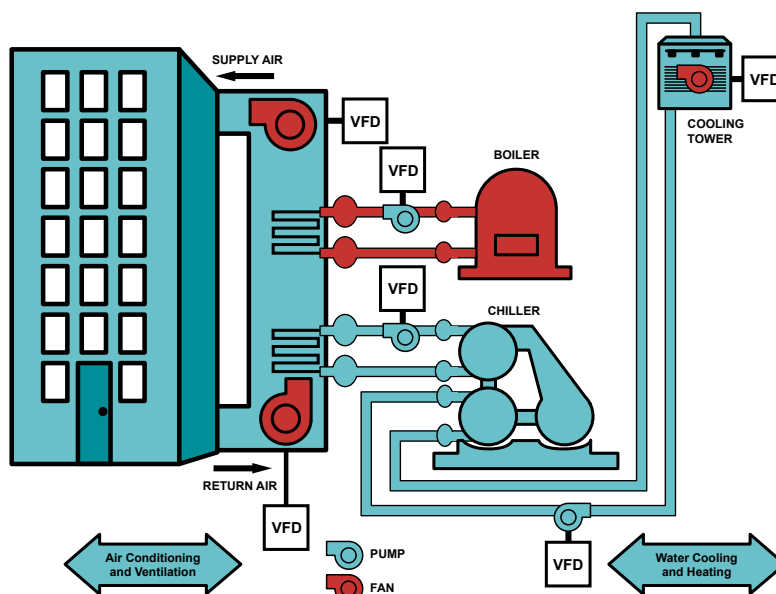 SUPPLY AIR
VFD
VFD
COOLING
TOWER
VFD
BOILER
VFD
CHILLER
RETURN AIR
VFD
VFD
PUMP
FAN
Air Conditioning
and Ventilation
Water Cooling
and Heating